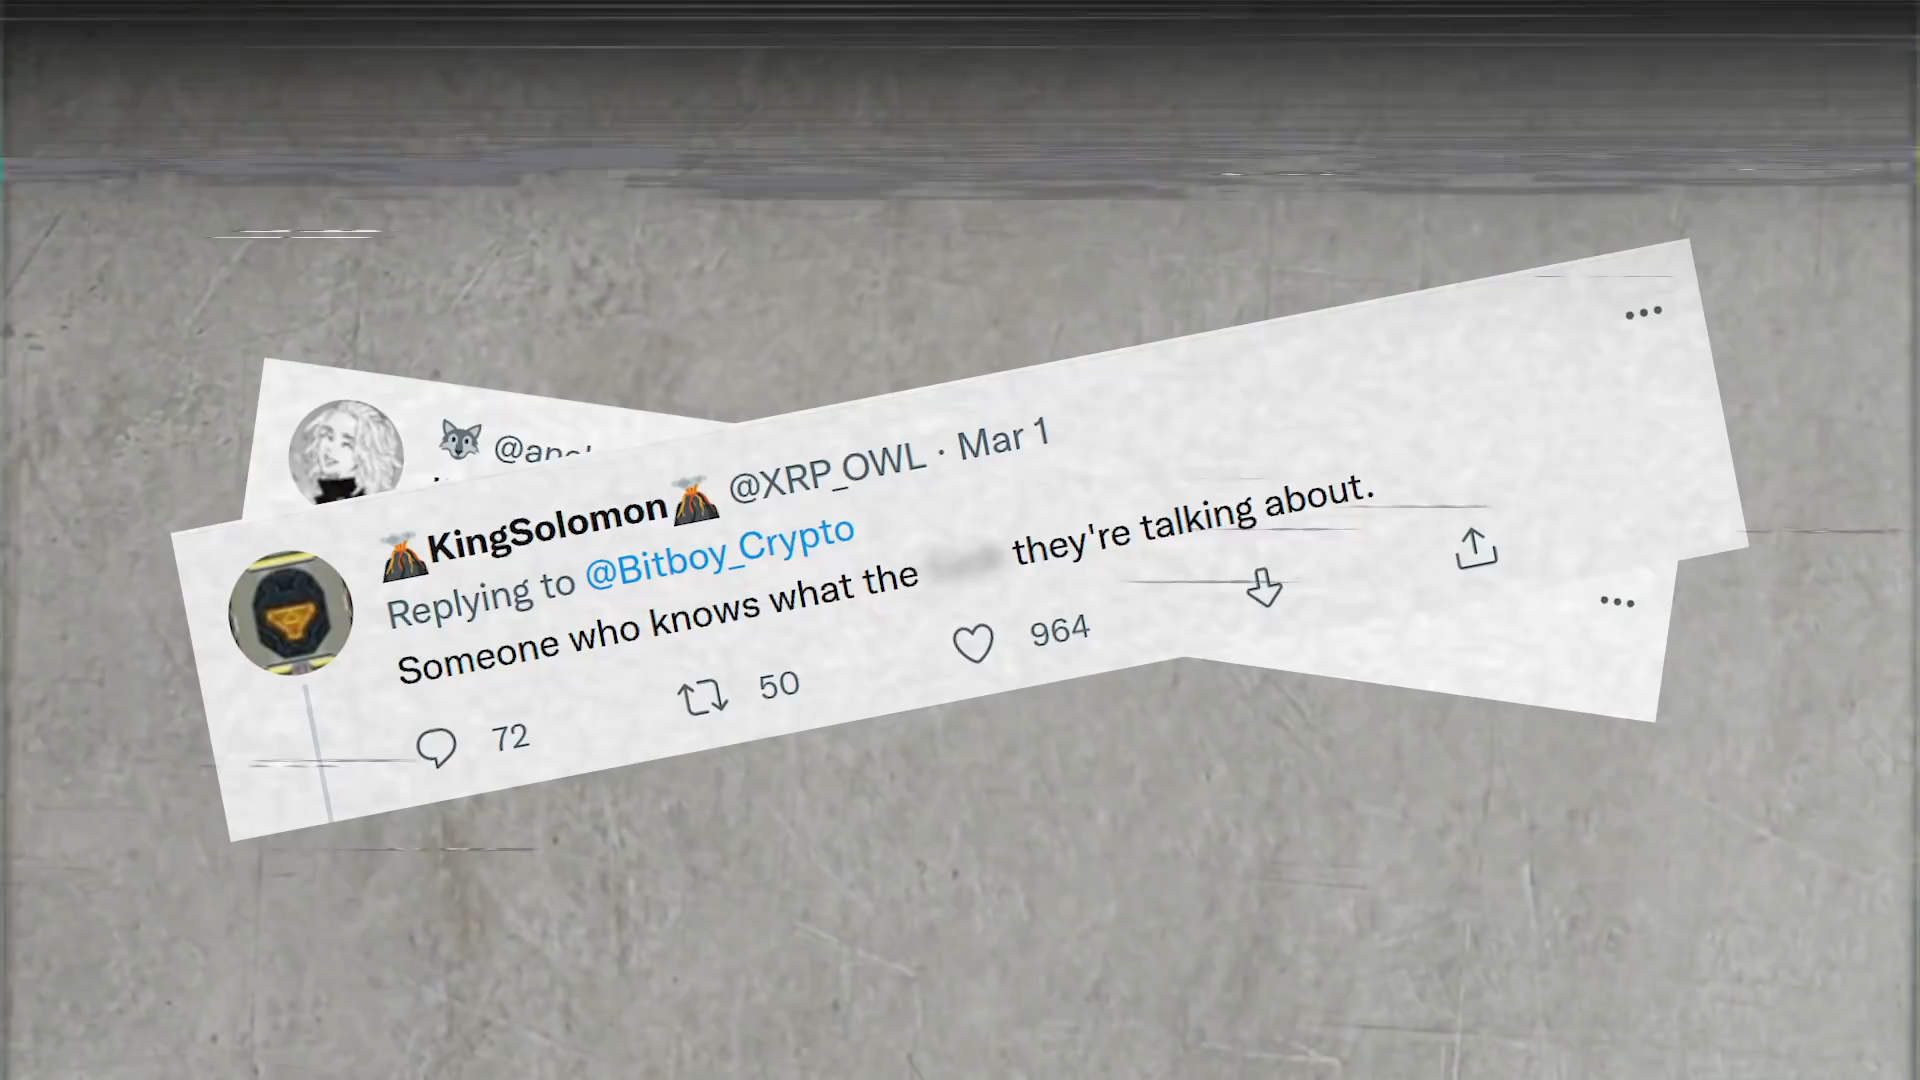 @an
🌋KingSolomon🌋 @XRP_OWL · Mar 1
Replying to @Bitboy_Crypto
Someone who knows what the they're talking about.
72 50 964